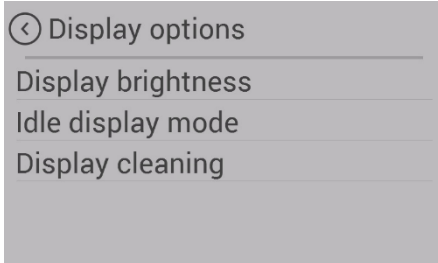 Display options
Display brightness
Idle display mode
Display cleaning